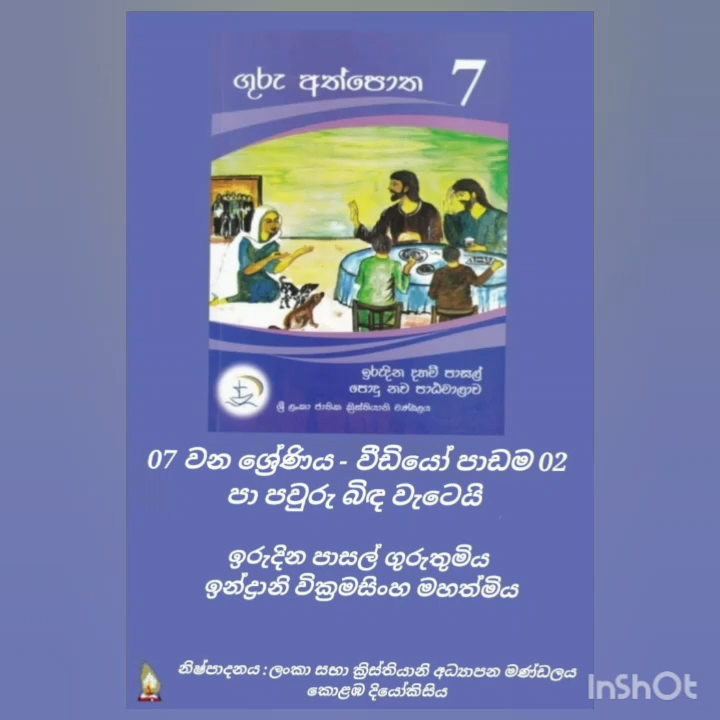 ගුරු අත්පොත 7
ඉරුදින දහම් පාසල්
පොදු නව පාඨමාලාව
ශ්‍රී ලංකා ජාතික ක්‍රිස්තියානි මණ්ඩලය
07 වන ශ්‍රේණිය - වීඩියෝ පාඩම 02
පා පවුරු බිඳ වැටෙයි
ඉරුදින පාසල් ගුරුතුමිය
ඉන්ද්‍රානි වික්‍රමසිංහ මහත්මිය
නිෂ්පාදනය : ලංකා සභා ක්‍රිස්තියානි අධ්‍යාපන මණ්ඩලය
කොළඹ දියෝකිසිය
InShOt